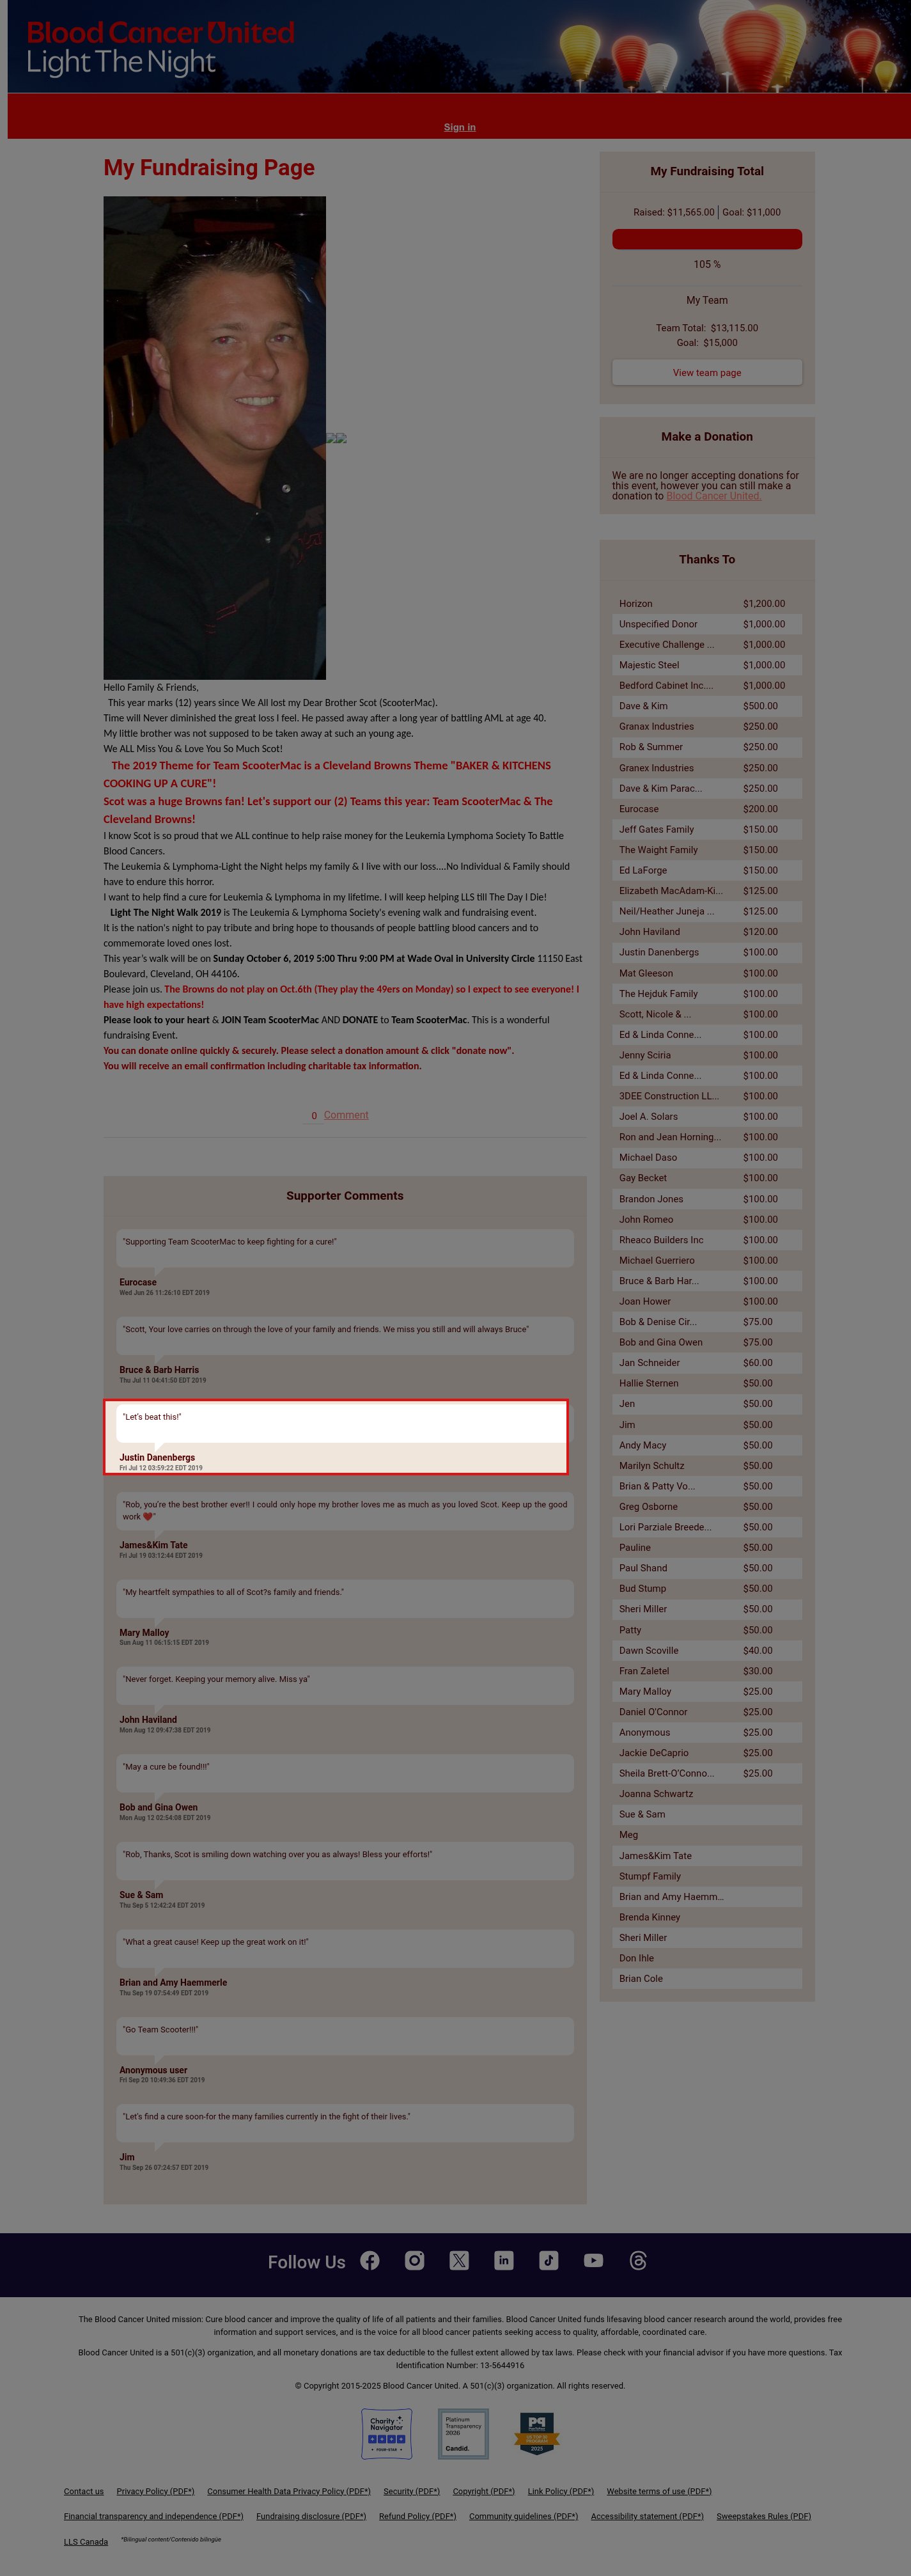 Blood Cancer United
Light The Night
Sign in
My Fundraising Page
Hello Family & Friends,
This year marks (12) years since We All lost my Dear Brother Scot (ScooterMac).
Time will Never diminished the great loss I feel. He passed away after a long year of battling AML at age 40.
My little brother was not supposed to be taken away at such an young age.
We ALL Miss You & Love You So Much Scot!
The 2019 Theme for Team ScooterMac is a Cleveland Browns Theme "BAKER & KITCHENS
COOKING UP A CURE"!
Scot was a huge Browns fan! Let's support our (2) Teams this year: Team ScooterMac & The
Cleveland Browns!
I know Scot is so proud that we ALL continue to help raise money for the Leukemia Lymphoma Society To Battle
Blood Cancers.
The Leukemia & Lymphoma-Light the Night helps my family & I live with our loss....No Individual & Family should
have to endure this horror.
I want to help find a cure for Leukemia & Lymphoma in my lifetime. I will keep helping LLS till The Day I Die!
Light The Night Walk 2019 is The Leukemia & Lymphoma Society's evening walk and fundraising event.
It is the nation's night to pay tribute and bring hope to thousands of people battling blood cancers and to
commemorate loved ones lost.
This year's walk will be on Sunday October 6, 2019 5:00 Thru 9:00 PM at Wade Oval in University Circle 11150 East
Boulevard, Cleveland, OH 44106.
Please join us. The Browns do not play on Oct.6th (They play the 49ers on Monday) so I expect to see everyone! I
have high expectations!
Please look to your heart & JOIN Team ScooterMac AND DONATE to Team ScooterMac. This is a wonderful
fundraising Event.
You can donate online quickly & securely. Please select a donation amount & click "donate now".
You will receive an email confirmation including charitable tax information.
0 Comment
Supporter Comments
"Supporting Team ScooterMac to keep fighting for a cure!"
Eurocase
Wed Jun 26 11:26:10 EDT 2019
"Scott, Your love carries on through the love of your family and friends. We miss you still and will always Bruce"
Bruce & Barb Harris
Thu Jul 11 04:41:50 EDT 2019
"Let's beat this!"
Justin Danenbergs
Fri Jul 12 03:59:22 EDT 2019
"Rob, you're the best brother ever!! I could only hope my brother loves me as much as you loved Scot. Keep up the good
work ❤️"
James&Kim Tate
Fri Jul 19 03:12:44 EDT 2019
"My heartfelt sympathies to all of Scot?s family and friends."
Mary Malloy
Sun Aug 11 06:15:15 EDT 2019
"Never forget. Keeping your memory alive. Miss ya"
John Haviland
Mon Aug 12 09:47:38 EDT 2019
"May a cure be found!!!"
Bob and Gina Owen
Mon Aug 12 02:54:08 EDT 2019
"Rob, Thanks, Scot is smiling down watching over you as always! Bless your efforts!"
Sue & Sam
Thu Sep 5 12:42:24 EDT 2019
"What a great cause! Keep up the great work on it!"
Brian and Amy Haemmerle
Thu Sep 19 07:54:49 EDT 2019
"Go Team Scooter!!!"
Anonymous user
Fri Sep 20 10:49:36 EDT 2019
"Let's find a cure soon-for the many families currently in the fight of their lives."
Jim
Thu Sep 26 07:24:57 EDT 2019
My Fundraising Total
Raised: $11,565.00 Goal: $11,000
105 %
My Team
Team Total: $13,115.00
Goal: $15,000
View team page
Make a Donation
We are no longer accepting donations for
this event, however you can still make a
donation to Blood Cancer United.
Thanks To
Horizon $1,200.00
Unspecified Donor $1,000.00
Executive Challenge ... $1,000.00
Majestic Steel $1,000.00
Bedford Cabinet Inc.... $1,000.00
Dave & Kim $500.00
Granax Industries $250.00
Rob & Summer $250.00
Granex Industries $250.00
Dave & Kim Parac... $250.00
Eurocase $200.00
Jeff Gates Family $150.00
The Waight Family $150.00
Ed LaForge $150.00
Elizabeth MacAdam-Ki... $125.00
Neil/Heather Juneja ... $125.00
John Haviland $120.00
Justin Danenbergs $100.00
Mat Gleeson $100.00
The Hejduk Family $100.00
Scott, Nicole & ... $100.00
Ed & Linda Conne... $100.00
Jenny Sciria $100.00
Ed & Linda Conne... $100.00
3DEE Construction LL... $100.00
Joel A. Solars $100.00
Ron and Jean Horning... $100.00
Michael Daso $100.00
Gay Becket $100.00
Brandon Jones $100.00
John Romeo $100.00
Rheaco Builders Inc $100.00
Michael Guerriero $100.00
Bruce & Barb Har... $100.00
Joan Hower $100.00
Bob & Denise Cir... $75.00
Bob and Gina Owen $75.00
Jan Schneider $60.00
Hallie Sternen $50.00
Jen $50.00
Jim $50.00
Andy Macy $50.00
Marilyn Schultz $50.00
Brian & Patty Vo... $50.00
Greg Osborne $50.00
Lori Parziale Breede... $50.00
Pauline $50.00
Paul Shand $50.00
Bud Stump $50.00
Sheri Miller $50.00
Patty $50.00
Dawn Scoville $40.00
Fran Zaletel $30.00
Mary Malloy $25.00
Daniel O'Connor $25.00
Anonymous $25.00
Jackie DeCaprio $25.00
Sheila Brett-O'Conno... $25.00
Joanna Schwartz
Sue & Sam
Meg
James&Kim Tate
Stumpf Family
Brian and Amy Haemm...
Brenda Kinney
Sheri Miller
Don Ihle
Brian Cole
Follow Us
The Blood Cancer United mission: Cure blood cancer and improve the quality of life of all patients and their families. Blood Cancer United funds lifesaving blood cancer research around the world, provides free
information and support services, and is the voice for all blood cancer patients seeking access to quality, affordable, coordinated care.
Blood Cancer United is a 501(c)(3) organization, and all monetary donations are tax deductible to the fullest extent allowed by tax laws. Please check with your financial advisor if you have more questions. Tax
Identification Number: 13-5644916
© Copyright 2015-2025 Blood Cancer United. A 501(c)(3) organization. All rights reserved.
Charity
Navigator
FOUR-STAR
Platinum
Transparency
2026
Candid.
pq
2025
Contact us Privacy Policy (PDF*) Consumer Health Data Privacy Policy (PDF*) Security (PDF*) Copyright (PDF*) Link Policy (PDF*) Website terms of use (PDF*)
Financial transparency and independence (PDF*) Fundraising disclosure (PDF*) Refund Policy (PDF*) Community guidelines (PDF*) Accessibility statement (PDF*) Sweepstakes Rules (PDF)
LLS Canada *Bilingual content/Contenido bilingüe